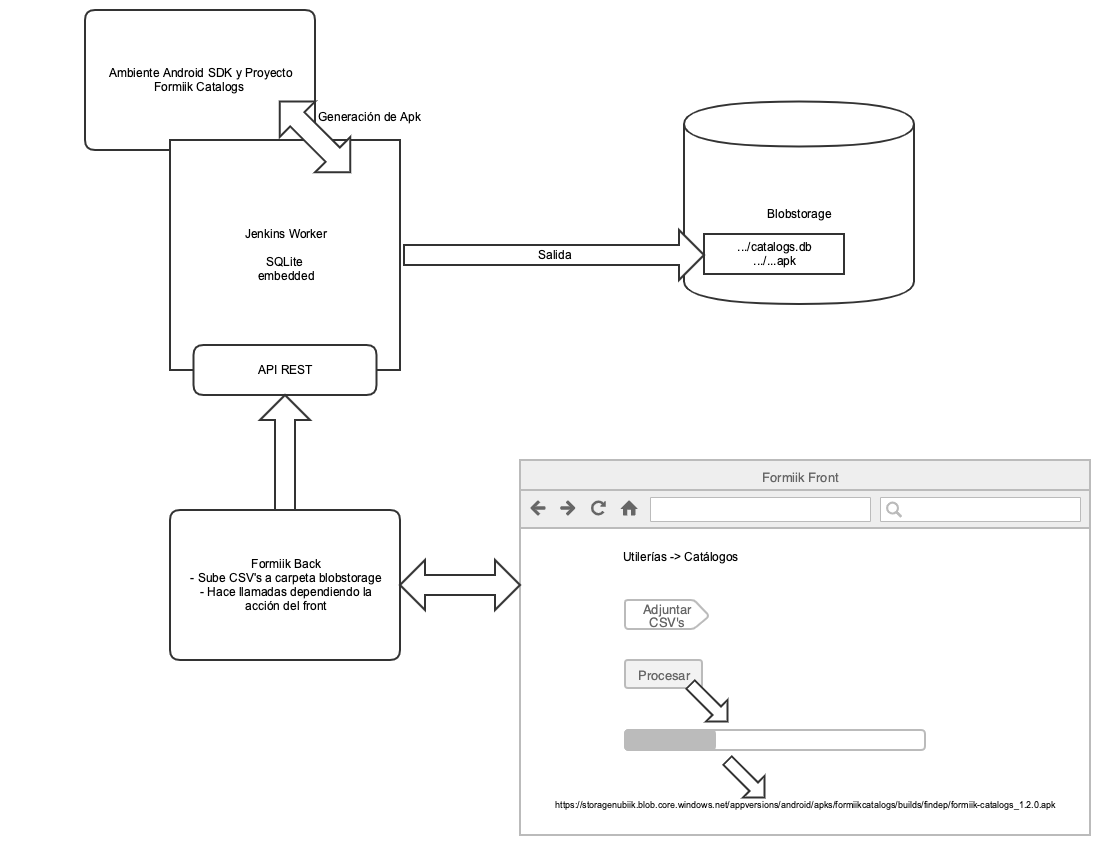 Ambiente Android SDK y Proyecto
Formiik Catalogs
Generación de Apk
Jenkins Worker
SQLite
embedded
API REST
Salida
Blobstorage
.../catalogs.db
.../...apk
Formiik Back
- Sube CSV's a carpeta blobstorage
- Hace llamadas dependiendo la
acción del front
Formiik Front
Utilerías -> Catálogos
Adjuntar
CSV's
Procesar
https://storagenubiik.blob.core.windows.net/appversions/android/apks/formiikcatalogs/builds/findep/formiik-catalogs_1.2.0.apk